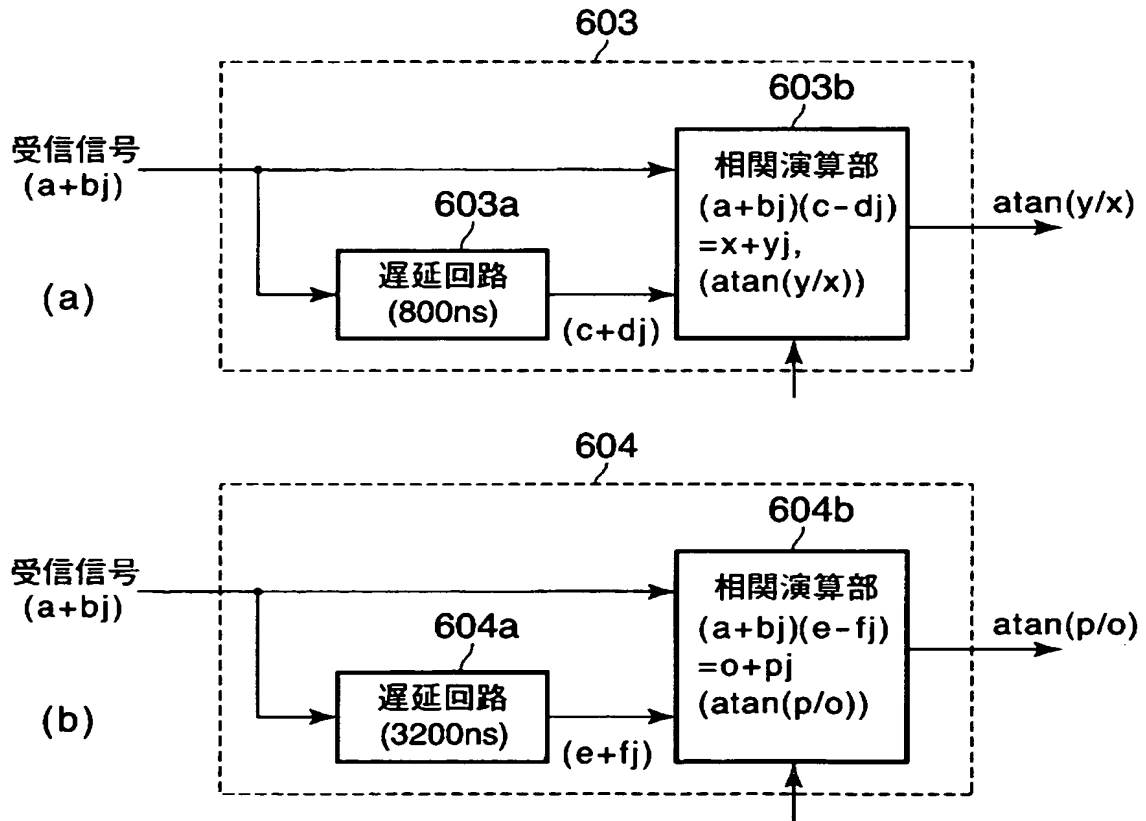 603
603b
受信信号
(a+bj)
相関演算部
(a+bj)(c-dj)
=x+yj,
(atan(y/x))
atan(y/x)
603a
遅延回路
(800ns)
(c+dj)
(a)
604
604b
受信信号
(a+bj)
相関演算部
(a+bj)(e-fj)
=o+pj
(atan(p/o))
atan(p/o)
604a
遅延回路
(3200ns)
(e+fj)
(b)